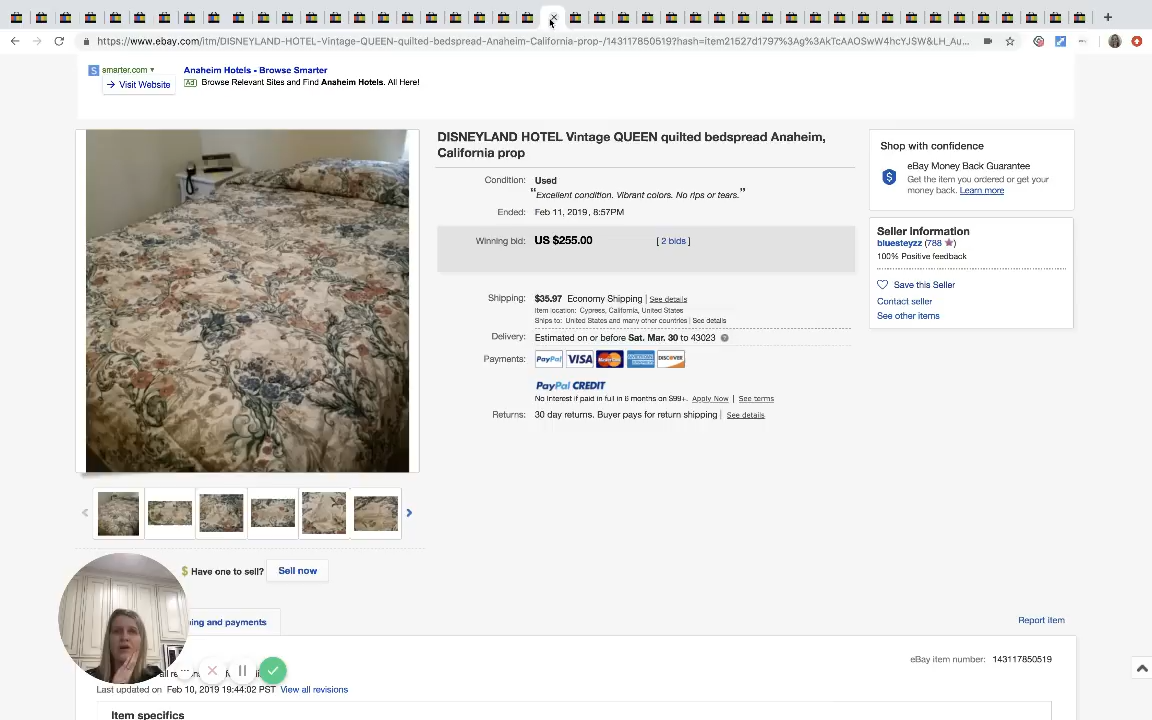 https://www.ebay.com/itm/DISNEYLAND-HOTEL-Vintage-QUEEN-quilted-bedspread-Anaheim-California-prop-/143117850519?hash=item21527d1797%3Ag%3AkTcAAOSwW4hcYJSW&LH_Au...
S smarter.com
Visit Website
Anaheim Hotels - Browse Smarter
Ad Browse Relevant Sites and Find Anaheim Hotels. All Here!
DISNEYLAND HOTEL Vintage QUEEN quilted bedspread Anaheim,
California prop
Condition: Used
“Excellent condition. Vibrant colors. No rips or tears.”
Ended: Feb 11, 2019, 8:57PM
Winning bid: US $255.00 [ 2 bids ]
Shipping: $35.97 Economy Shipping | See details
Item location: Cypress, California, United States
Ships to: United States and many other countries | See details
Delivery: Estimated on or before Sat. Mar. 30 to 43023 ?
Payments: PayPal VISA MasterCard AMERICAN EXPRESS DISCOVER
PayPal CREDIT
No Interest if paid in full in 6 months on $99+. Apply Now | See terms
Returns: 30 day returns. Buyer pays for return shipping | See details
Shop with confidence
eBay Money Back Guarantee
Get the item you ordered or get your
money back. Learn more
Seller information
bluesteyzz (788 ★)
100% Positive feedback
Save this Seller
Contact seller
See other items
$ Have one to sell? Sell now
and payments
Report item
eBay item number: 143117850519
all
Last updated on Feb 10, 2019 19:44:02 PST View all revisions
Item specifics